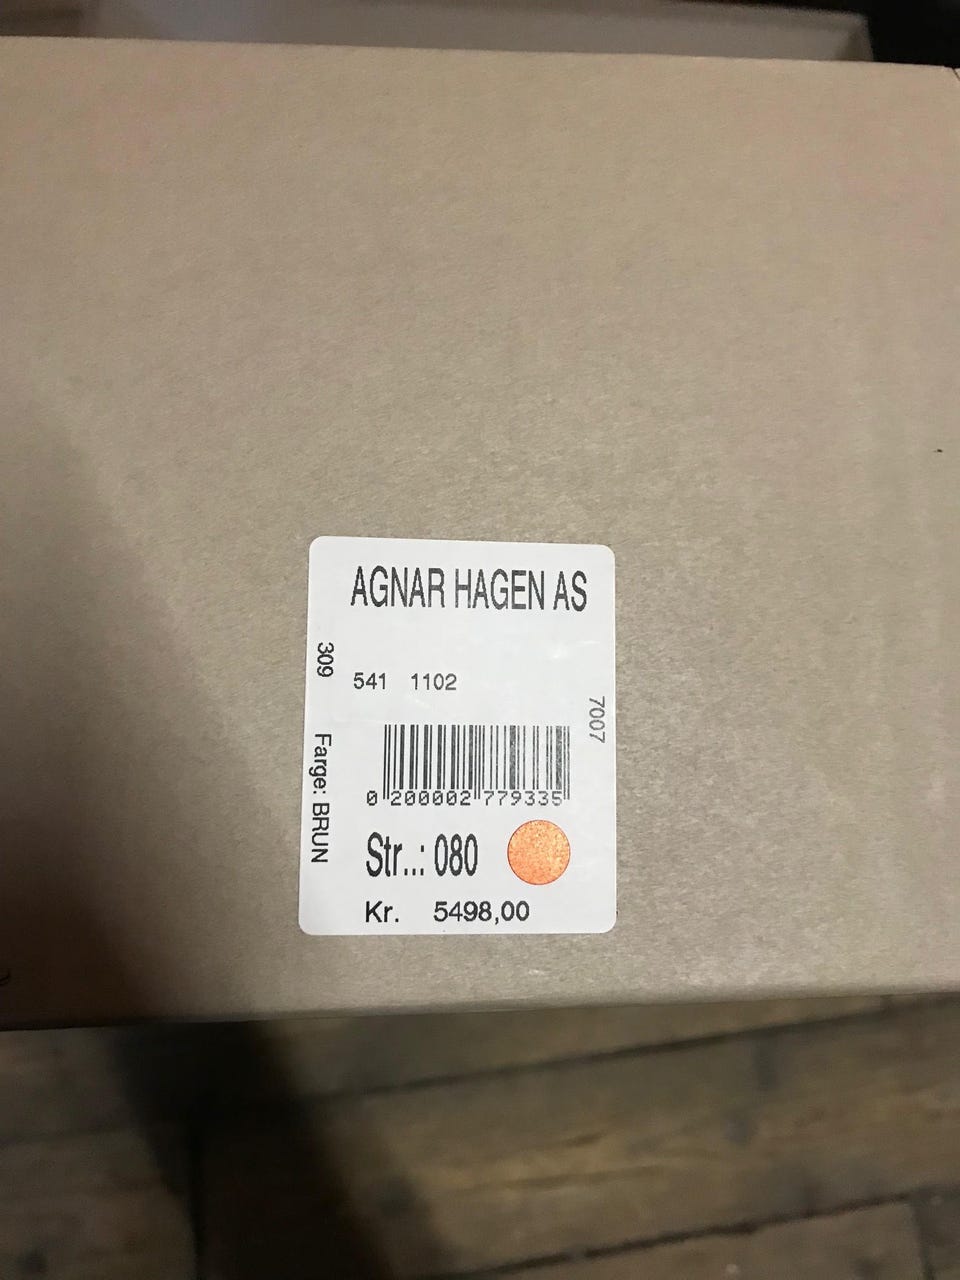 AGNAR HAGEN AS
309
541 1102
7007
Farge: BRUN
0 200002 779335
Str..: 080
Kr. 5498,00